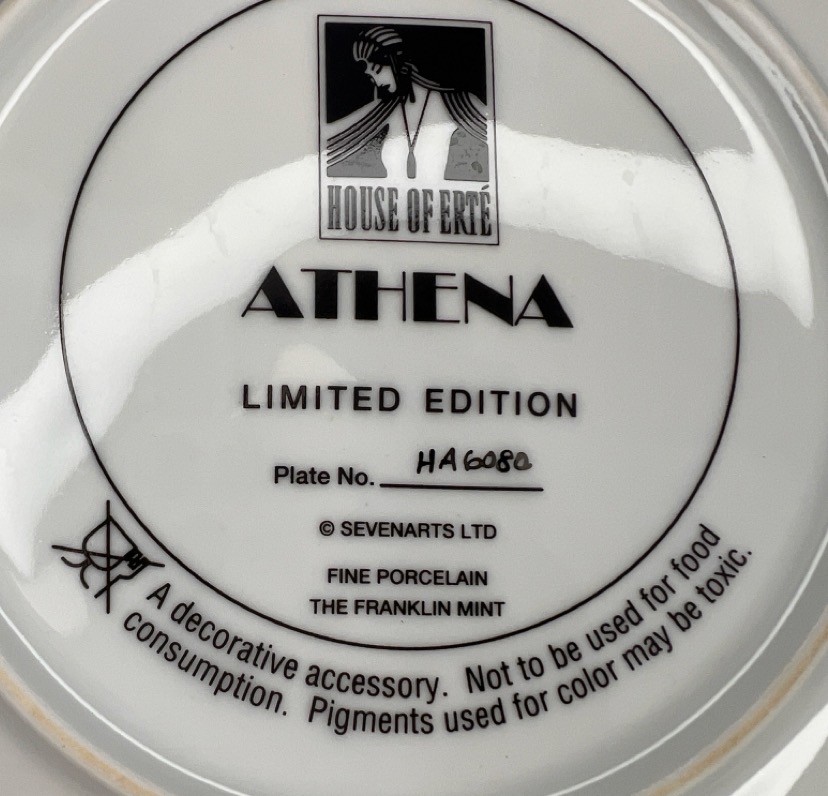 HOUSE OF ERTÉ
ATHENA
LIMITED EDITION
Plate No. HA6080
© SEVENARTS LTD
FINE PORCELAIN
THE FRANKLIN MINT
A decorative accessory. Not to be used for food
consumption. Pigments used for color may be toxic.